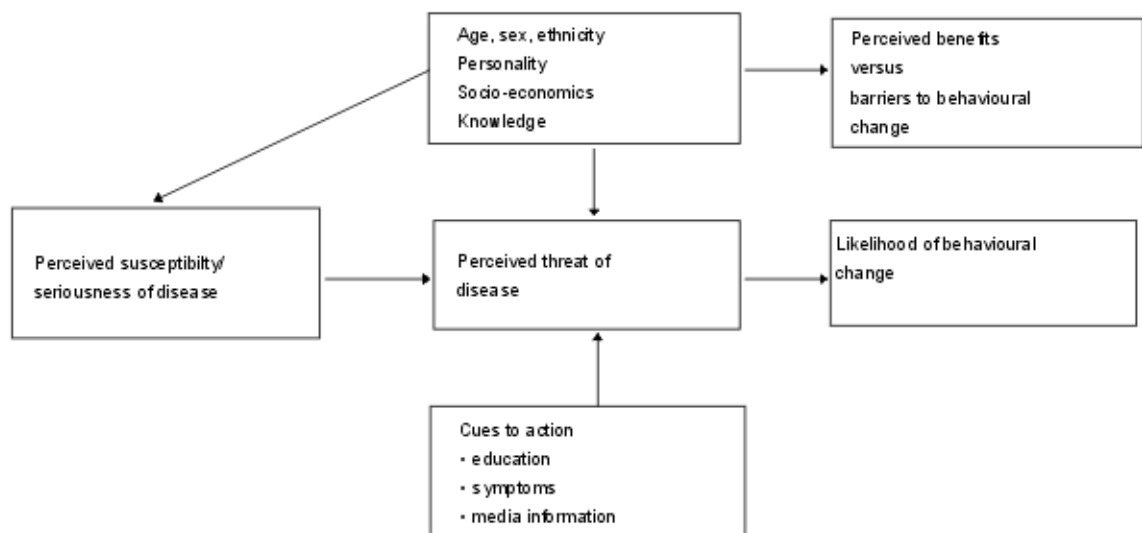 Age, sex, ethnicity
Personality
Socio-economics
Knowledge
Perceived benefits
versus
barriers to behavioural
change
Perceived susceptibilty/
seriousness of disease
Perceived threat of
disease
Likelihood of behavioural
change
Cues to action
• education
• symptoms
• media information